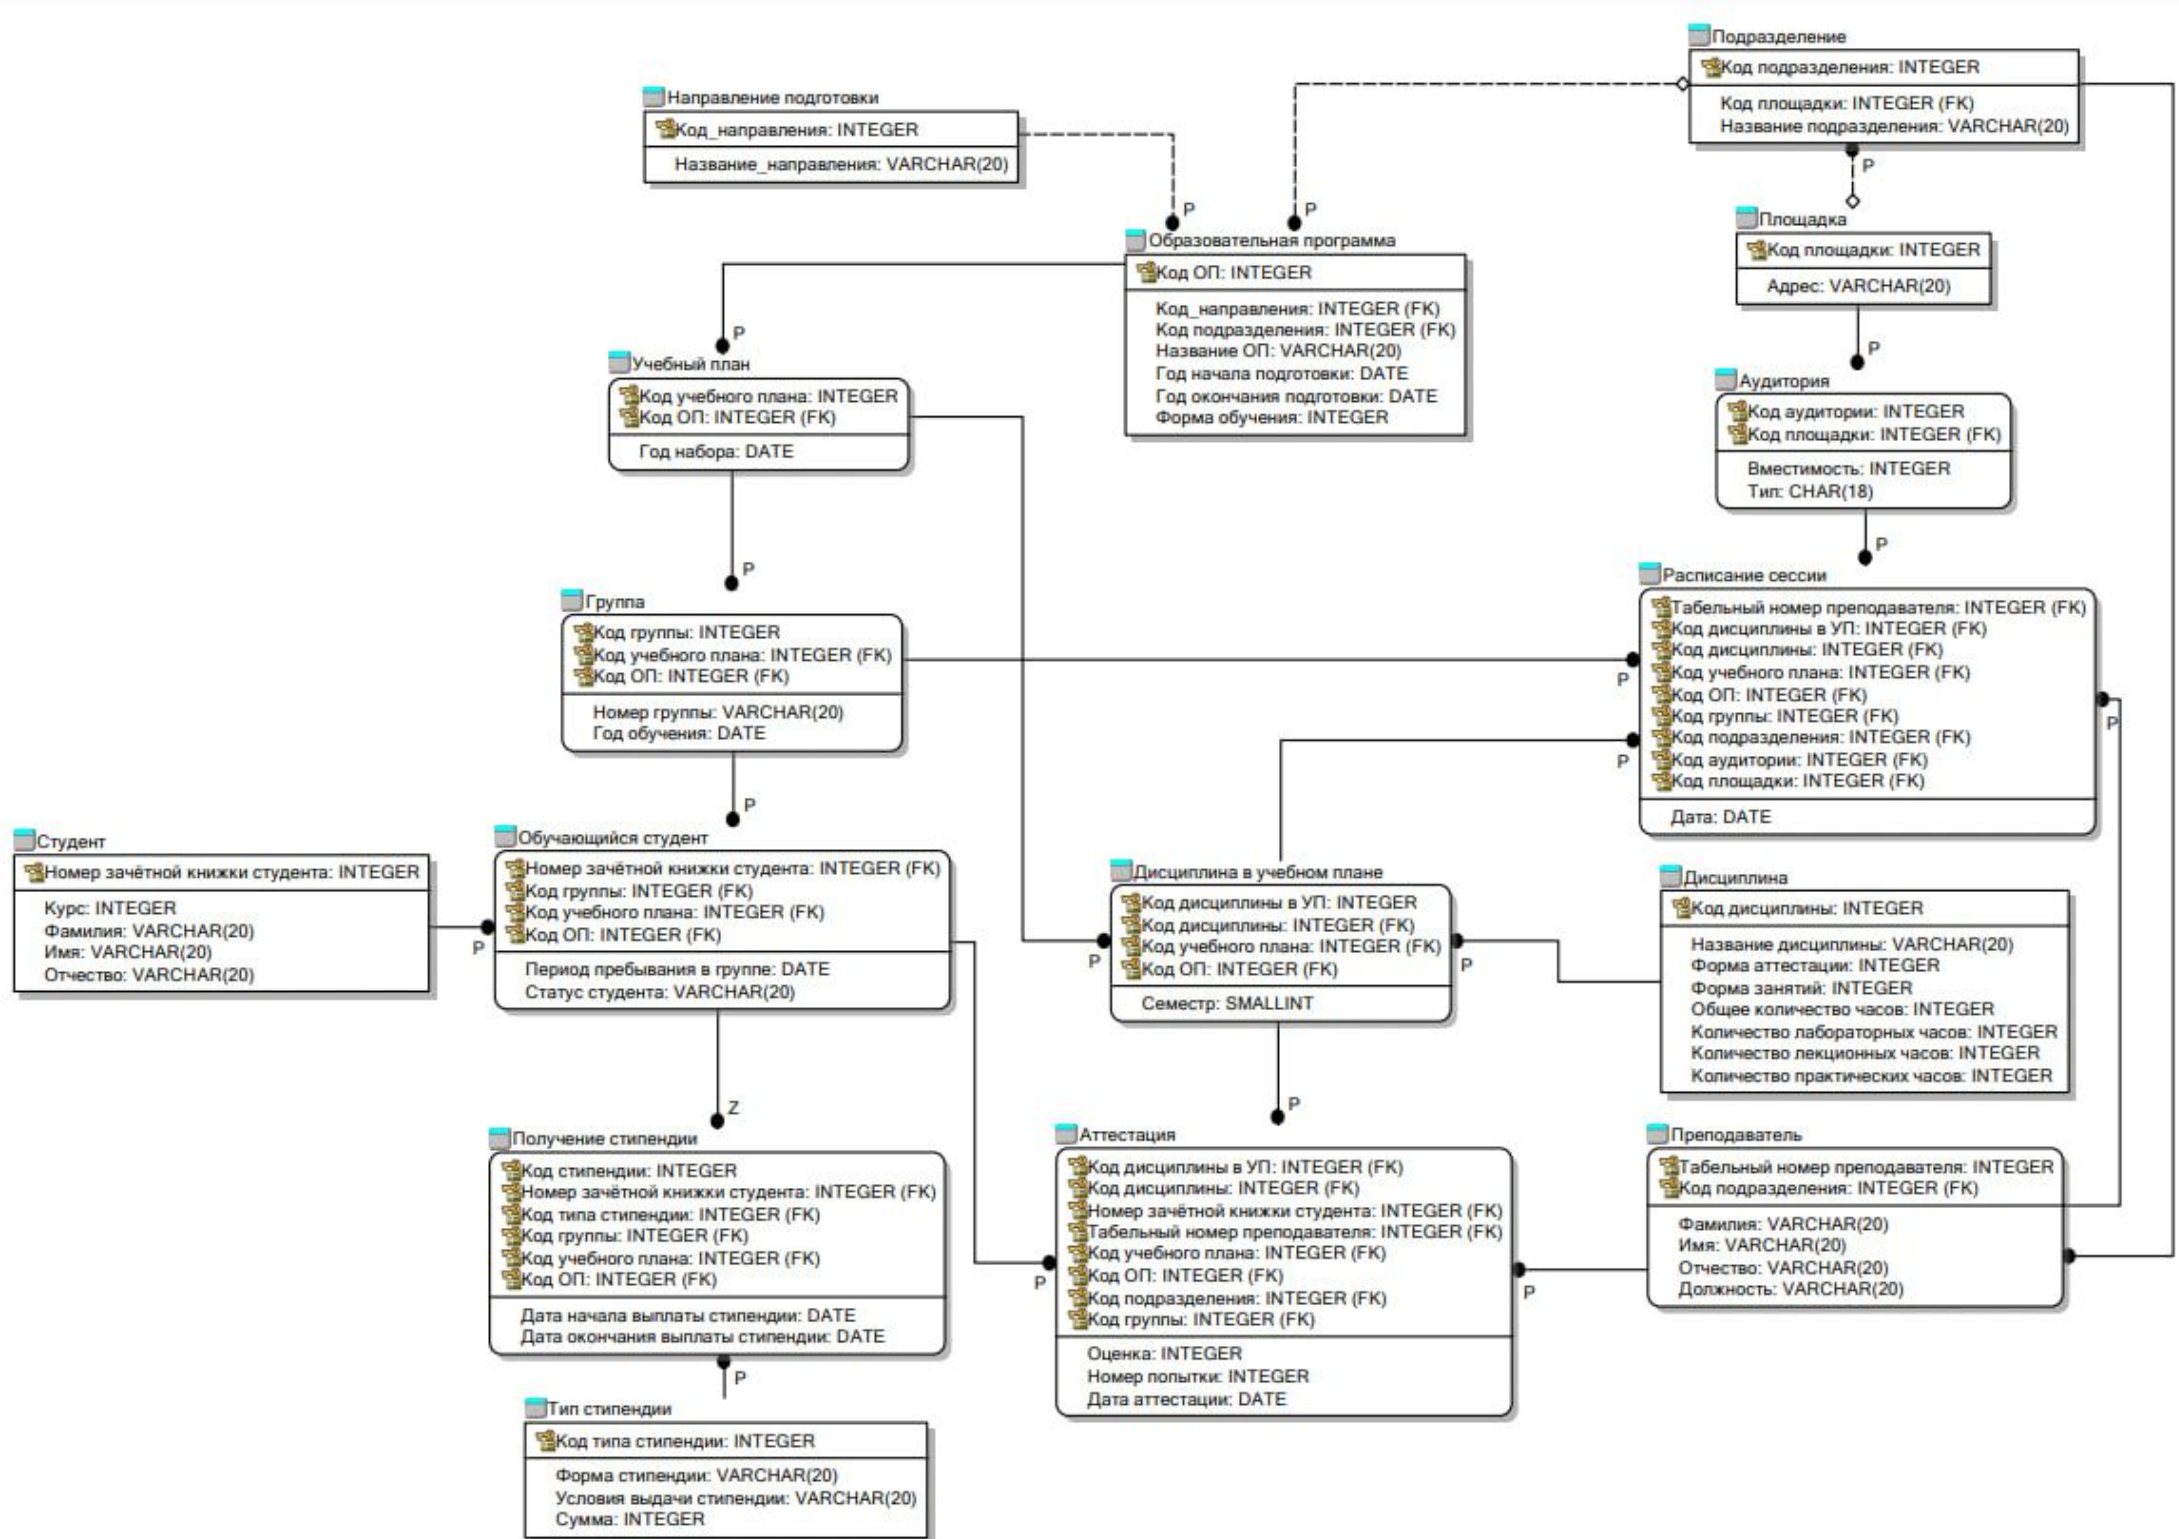 Подразделение
Код подразделения: INTEGER
Код площадки: INTEGER (FK)
Название подразделения: VARCHAR(20)
P
Направление подготовки
Код_направления: INTEGER
Название_направления: VARCHAR(20)
P
P
Площадка
Код площадки: INTEGER
Адрес: VARCHAR(20)
P
Образовательная программа
Код ОП: INTEGER
Код_направления: INTEGER (FK)
Код подразделения: INTEGER (FK)
Название ОП: VARCHAR(20)
Год начала подготовки: DATE
Год окончания подготовки: DATE
Форма обучения: INTEGER
P
Учебный план
Код учебного плана: INTEGER
Код ОП: INTEGER (FK)
Год набора: DATE
P
Аудитория
Код аудитории: INTEGER
Код площадки: INTEGER (FK)
Вместимость: INTEGER
Тип: CHAR(18)
P
Группа
Код группы: INTEGER
Код учебного плана: INTEGER (FK)
Код ОП: INTEGER (FK)
Номер группы: VARCHAR(20)
Год обучения: DATE
P
Расписание сессии
Табельный номер преподавателя: INTEGER (FK)
Код дисциплины в УП: INTEGER (FK)
Код дисциплины: INTEGER (FK)
Код учебного плана: INTEGER (FK)
Код ОП: INTEGER (FK)
Код группы: INTEGER (FK)
Код подразделения: INTEGER (FK)
Код аудитории: INTEGER (FK)
Код площадки: INTEGER (FK)
Дата: DATE
P
P
P
Студент
Номер зачётной книжки студента: INTEGER
Курс: INTEGER
Фамилия: VARCHAR(20)
Имя: VARCHAR(20)
Отчество: VARCHAR(20)
P
Обучающийся студент
Номер зачётной книжки студента: INTEGER (FK)
Код группы: INTEGER (FK)
Код учебного плана: INTEGER (FK)
Код ОП: INTEGER (FK)
Период пребывания в группе: DATE
Статус студента: VARCHAR(20)
Z
Дисциплина в учебном плане
Код дисциплины в УП: INTEGER
Код дисциплины: INTEGER (FK)
Код учебного плана: INTEGER (FK)
Код ОП: INTEGER (FK)
Семестр: SMALLINT
P
P
P
Дисциплина
Код дисциплины: INTEGER
Название дисциплины: VARCHAR(20)
Форма аттестации: INTEGER
Форма занятий: INTEGER
Общее количество часов: INTEGER
Количество лабораторных часов: INTEGER
Количество лекционных часов: INTEGER
Количество практических часов: INTEGER
Получение стипендии
Код стипендии: INTEGER
Номер зачётной книжки студента: INTEGER (FK)
Код типа стипендии: INTEGER (FK)
Код группы: INTEGER (FK)
Код учебного плана: INTEGER (FK)
Код ОП: INTEGER (FK)
Дата начала выплаты стипендии: DATE
Дата окончания выплаты стипендии: DATE
P
Аттестация
Код дисциплины в УП: INTEGER (FK)
Код дисциплины: INTEGER (FK)
Номер зачётной книжки студента: INTEGER (FK)
Табельный номер преподавателя: INTEGER (FK)
Код учебного плана: INTEGER (FK)
Код ОП: INTEGER (FK)
Код подразделения: INTEGER (FK)
Код группы: INTEGER (FK)
Оценка: INTEGER
Номер попытки: INTEGER
Дата аттестации: DATE
P
P
Преподаватель
Табельный номер преподавателя: INTEGER
Код подразделения: INTEGER (FK)
Фамилия: VARCHAR(20)
Имя: VARCHAR(20)
Отчество: VARCHAR(20)
Должность: VARCHAR(20)
Тип стипендии
Код типа стипендии: INTEGER
Форма стипендии: VARCHAR(20)
Условия выдачи стипендии: VARCHAR(20)
Сумма: INTEGER